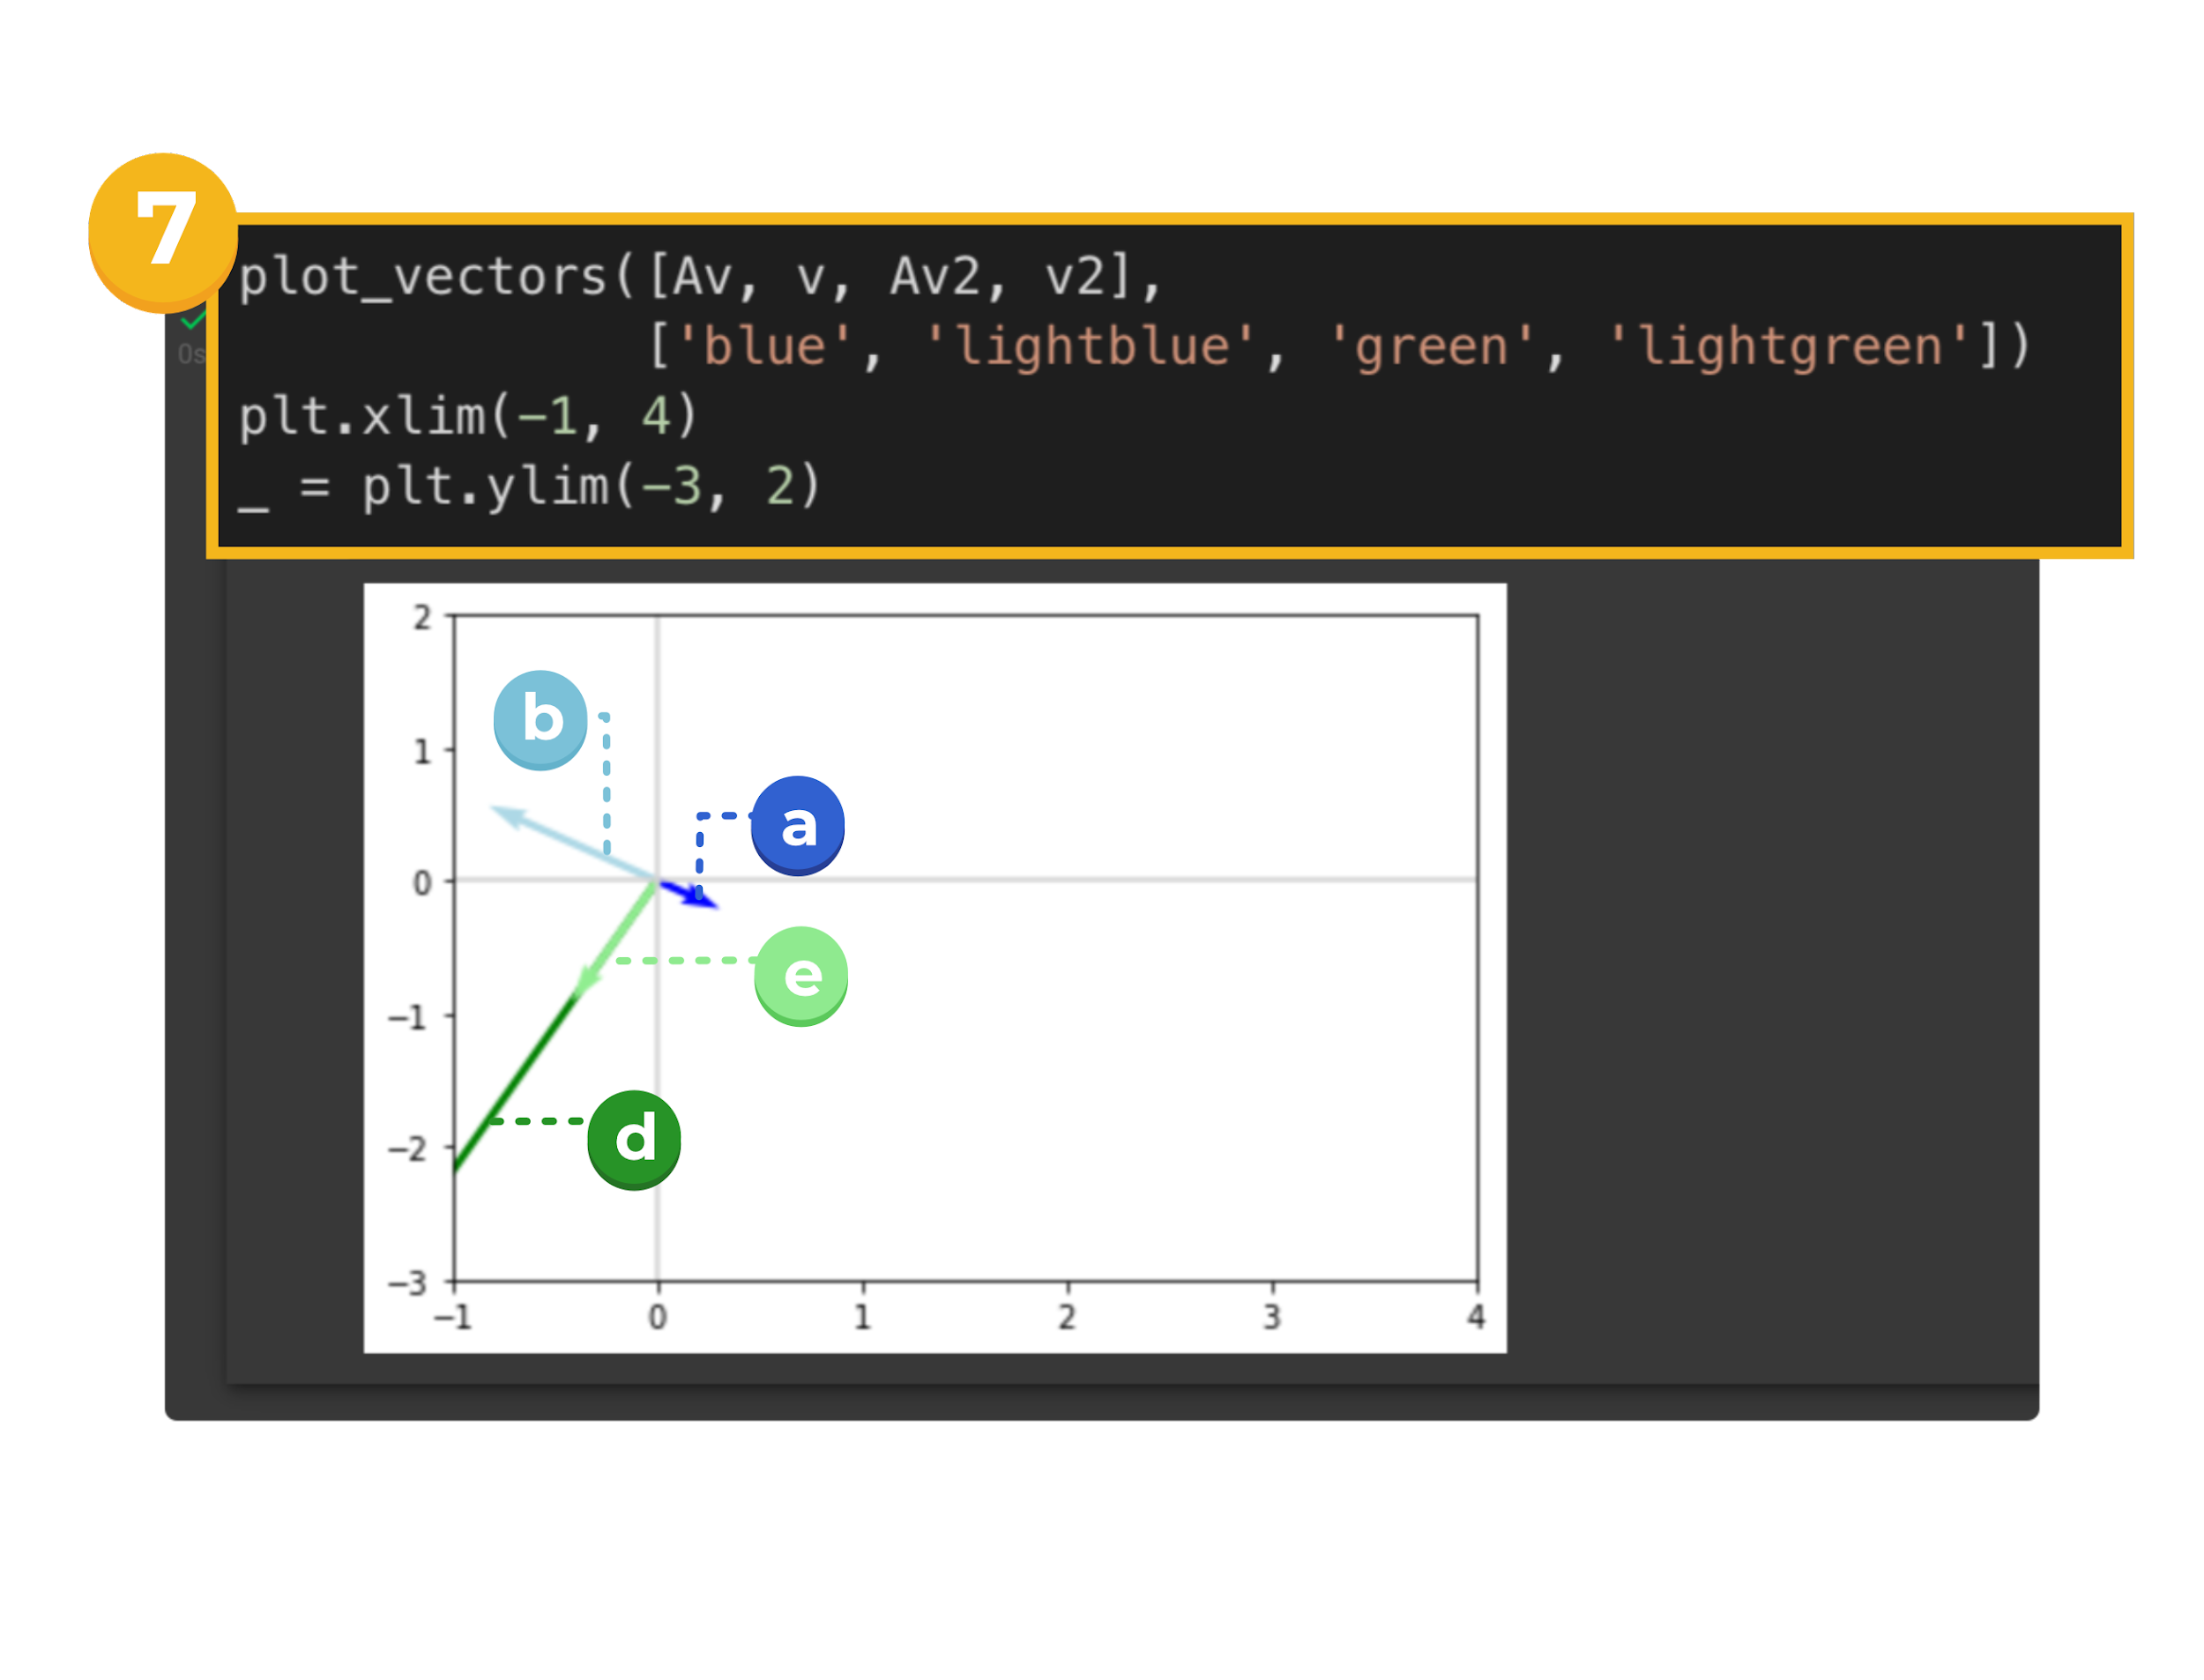 7
plot_vectors([Av, v, Av2, v2],
['blue', 'lightblue', 'green', 'lightgreen'])
plt.xlim(-1, 4)
_ = plt.ylim(-3, 2)
0s
2
b
1
a
0
e
-1
d
-2
-3
-1 0 1 2 3 4